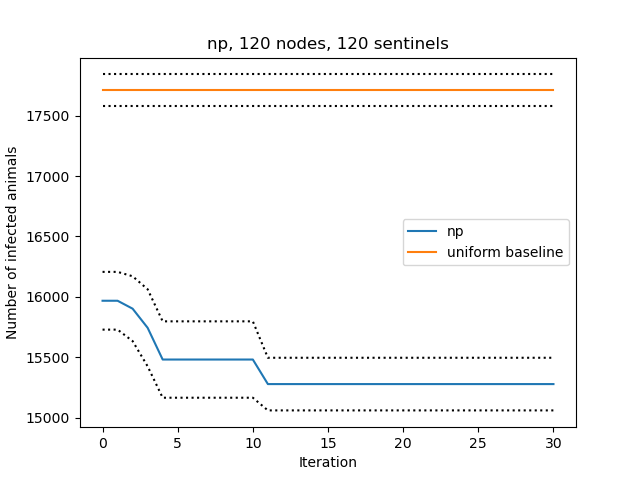 np, 120 nodes, 120 sentinels
Number of infected animals
17500
17000
16500
16000
15500
15000
np
uniform baseline
0 5 10 15 20 25 30
Iteration